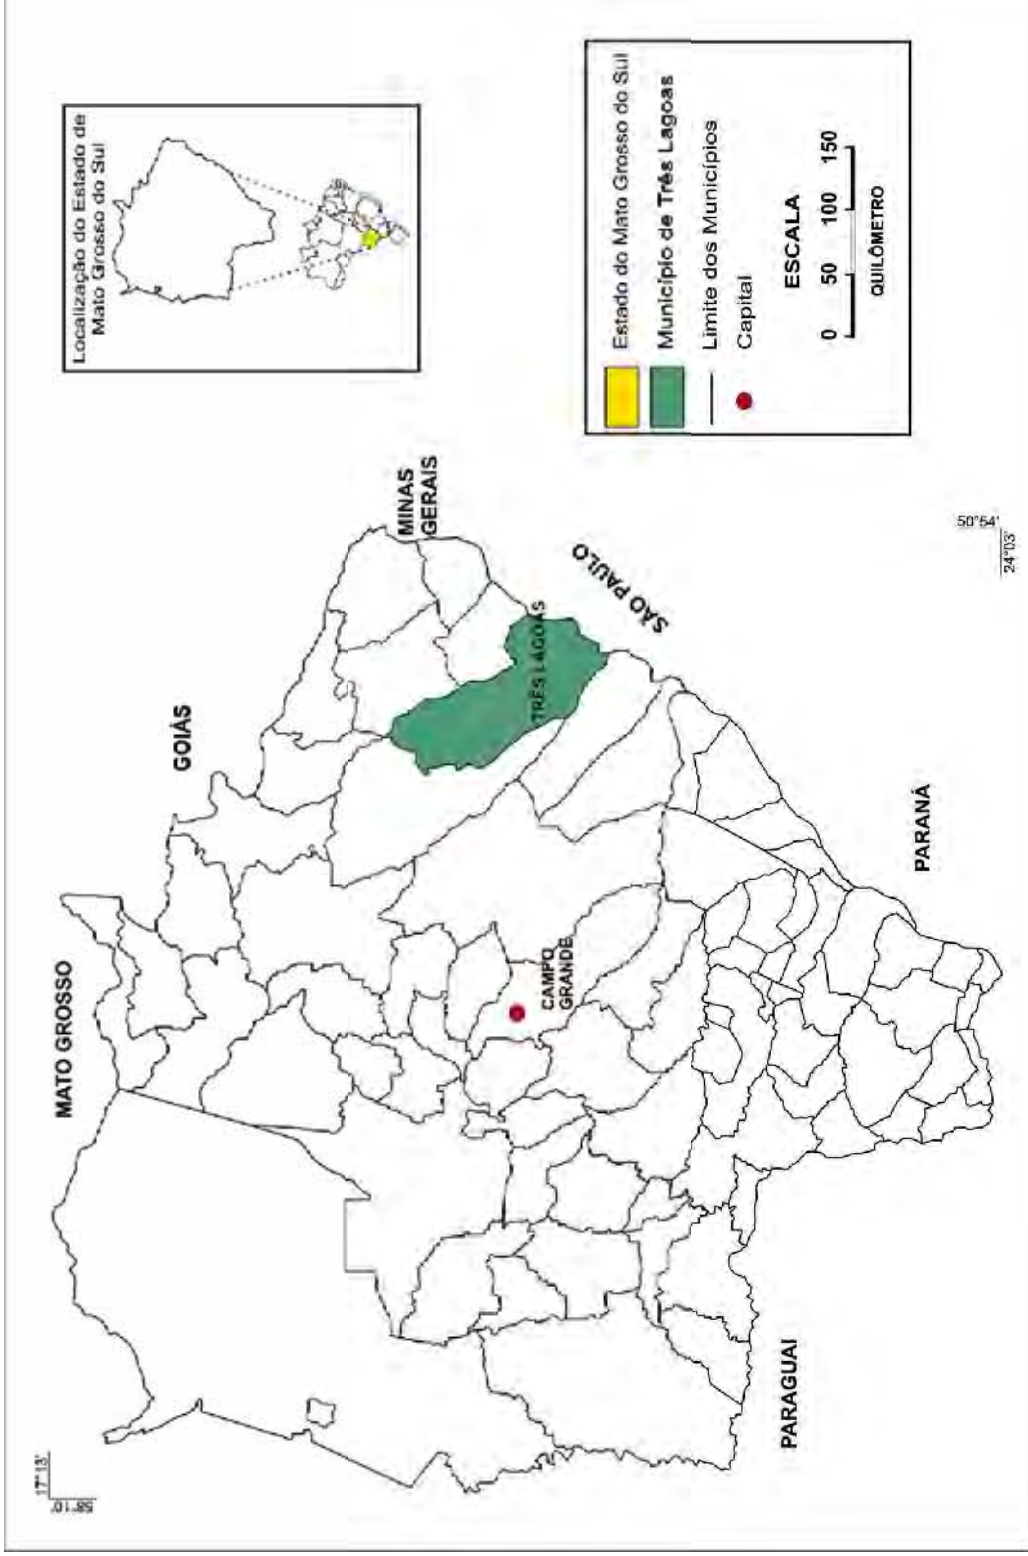 Localização do Estado de
Mato Grosso do Sul
MATO GROSSO
GOIÁS
MINAS
GERAIS
SÃO PAULO
TRÊS LAGOAS
CAMPO
GRANDE
PARANÁ
PARAGUAI
17°13'
50°54'
24°03'
Estado do Mato Grosso do Sul
Município de Três Lagoas
Limite dos Municípios
Capital
ESCALA
0 50 100 150
QUILÔMETRO